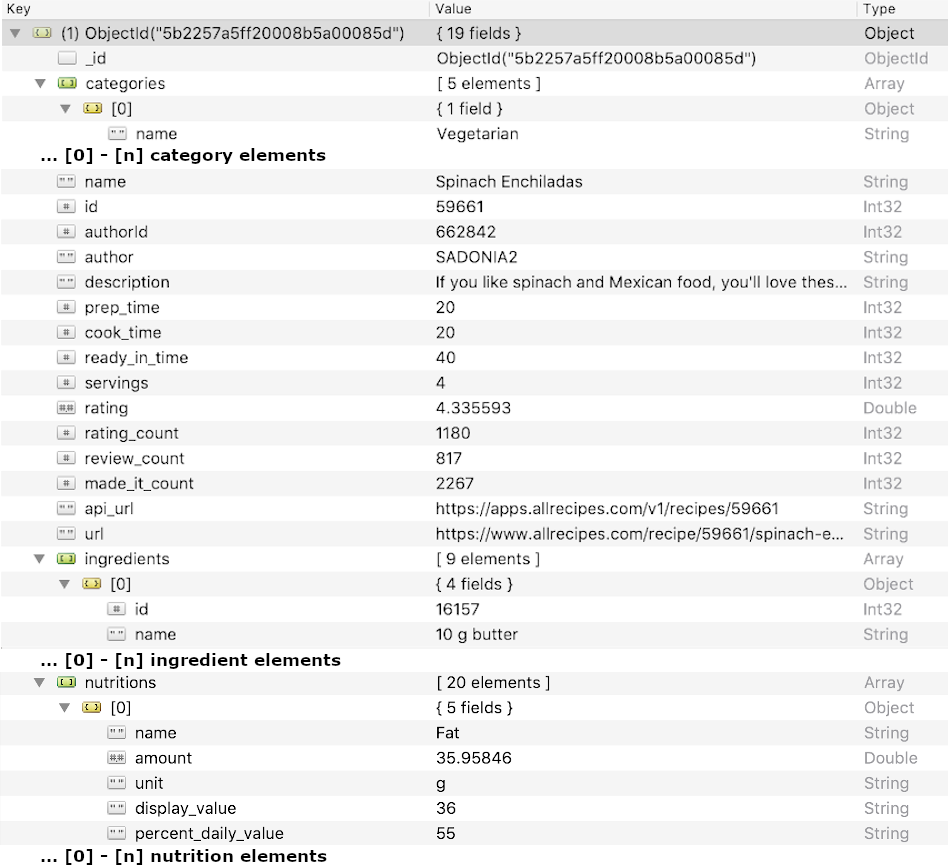 Key Value Type
(1) ObjectId("5b2257a5ff20008b5a00085d") { 19 fields } Object
_id ObjectId("5b2257a5ff20008b5a00085d") ObjectId
categories [ 5 elements ] Array
[0] { 1 field } Object
" " name Vegetarian String
... [0] - [n] category elements
" " name Spinach Enchiladas String
# id 59661 Int32
# authorId 662842 Int32
" " author SADONIA2 String
" " description If you like spinach and Mexican food, you'll love thes... String
# prep_time 20 Int32
# cook_time 20 Int32
# ready_in_time 40 Int32
# servings 4 Int32
## rating 4.335593 Double
# rating_count 1180 Int32
# review_count 817 Int32
# made_it_count 2267 Int32
" " api_url https://apps.allrecipes.com/v1/recipes/59661 String
" " url https://www.allrecipes.com/recipe/59661/spinach-e... String
ingredients [ 9 elements ] Array
[0] { 4 fields } Object
# id 16157 Int32
" " name 10 g butter String
... [0] - [n] ingredient elements
nutritions [ 20 elements ] Array
[0] { 5 fields } Object
" " name Fat String
## amount 35.95846 Double
" " unit g String
" " display_value 36 String
" " percent_daily_value 55 String
... [0] - [n] nutrition elements